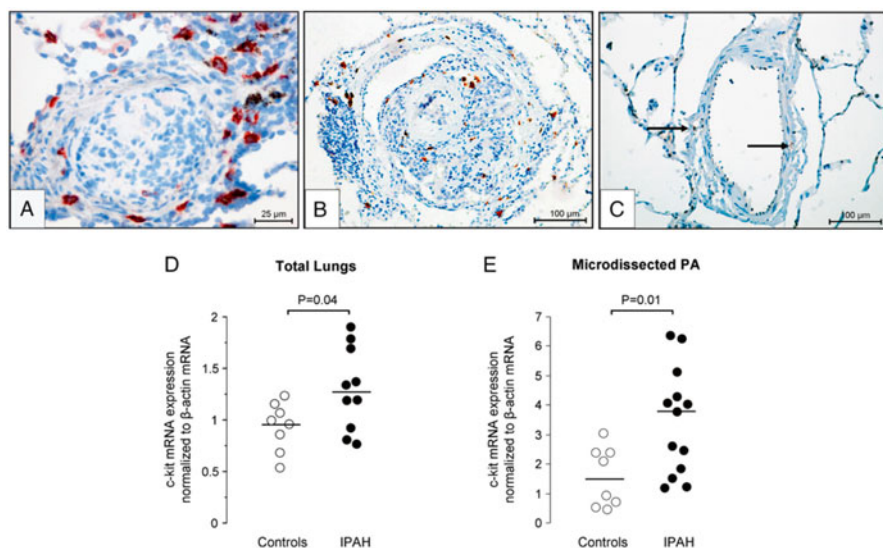 A
25 µm
B
100 µm
C
100 µm
D
Total Lungs
P=0.04
c-kit mRNA expression
normalized to β-actin mRNA
2
1.5
1
0.5
0
Controls
IPAH
E
Microdissected PA
P=0.01
c-kit mRNA expression
normalized to β-actin mRNA
7
6
5
4
3
2
1
0
Controls
IPAH